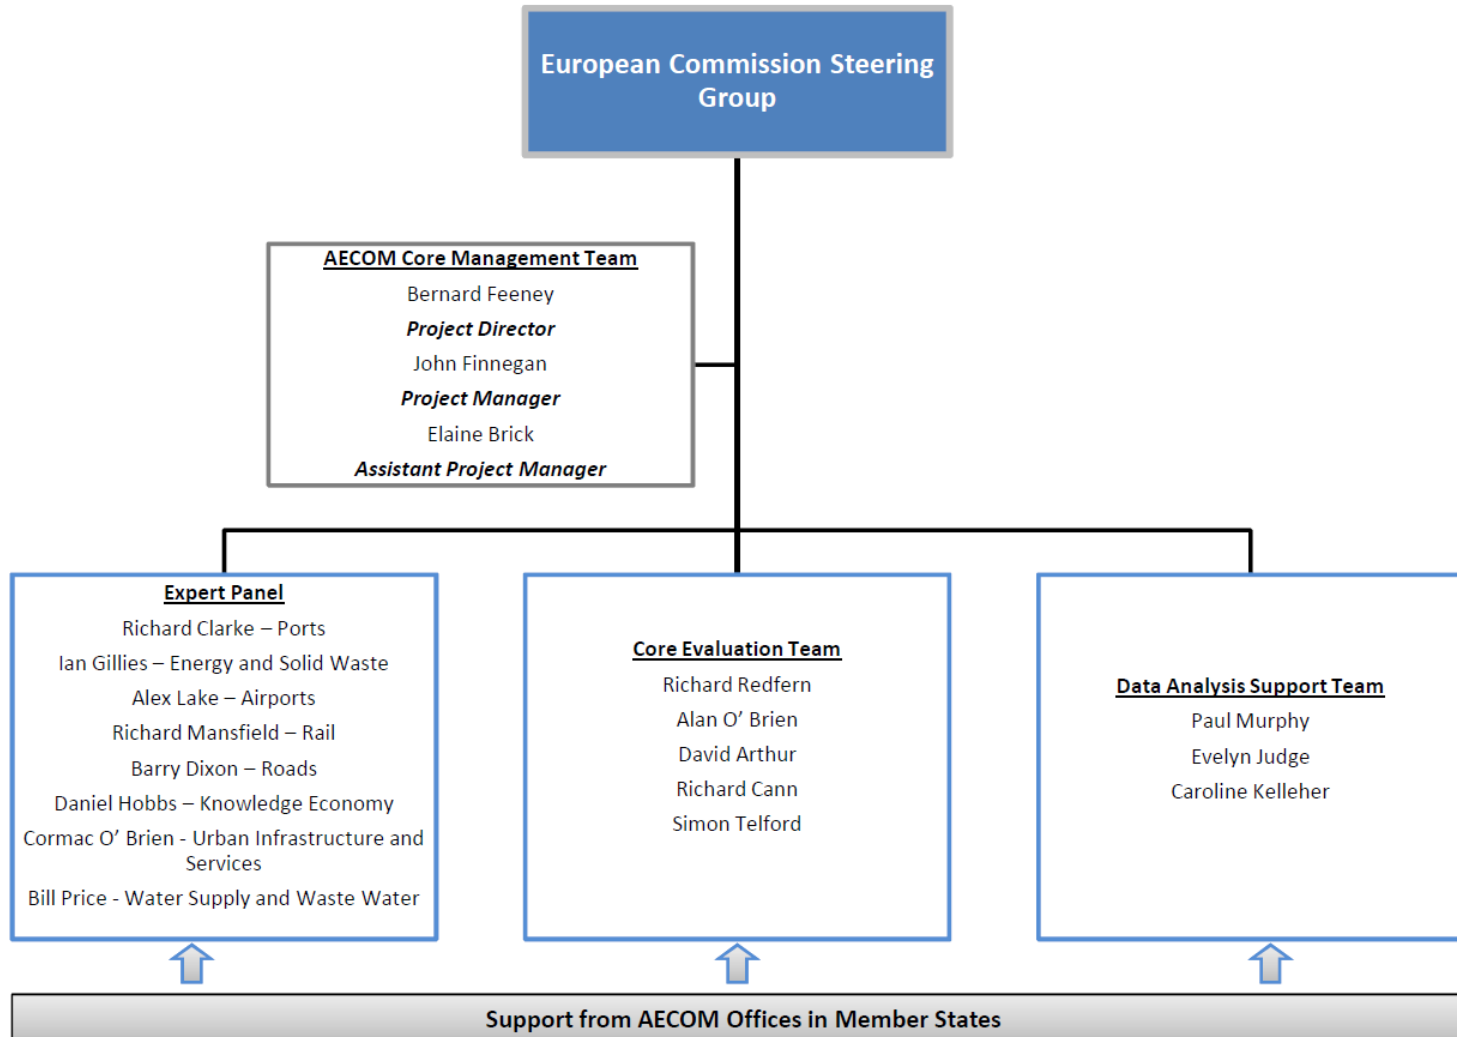 European Commission Steering
Group
AECOM Core Management Team
Bernard Feeney
Project Director
John Finnegan
Project Manager
Elaine Brick
Assistant Project Manager
Expert Panel
Richard Clarke – Ports
Ian Gillies – Energy and Solid Waste
Alex Lake – Airports
Richard Mansfield – Rail
Barry Dixon – Roads
Daniel Hobbs – Knowledge Economy
Cormac O’ Brien - Urban Infrastructure and
Services
Bill Price - Water Supply and Waste Water
Core Evaluation Team
Richard Redfern
Alan O’ Brien
David Arthur
Richard Cann
Simon Telford
Data Analysis Support Team
Paul Murphy
Evelyn Judge
Caroline Kelleher
Support from AECOM Offices in Member States